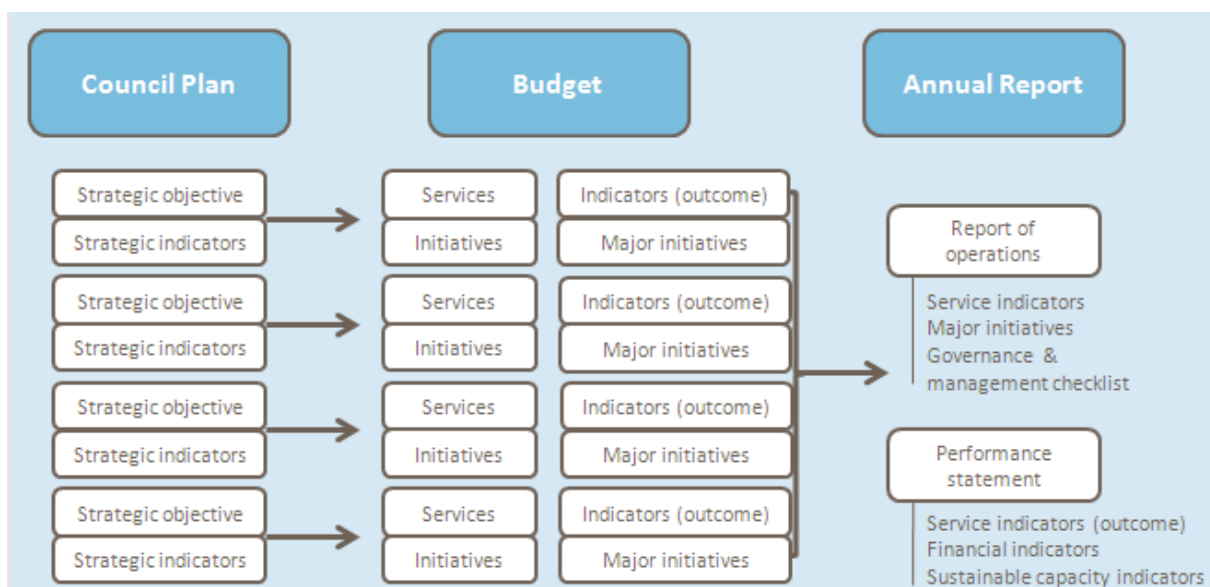 Council Plan
Budget
Annual Report
Strategic objective
Strategic indicators
Services
Initiatives
Indicators (outcome)
Major initiatives
Strategic objective
Strategic indicators
Services
Initiatives
Indicators (outcome)
Major initiatives
Strategic objective
Strategic indicators
Services
Initiatives
Indicators (outcome)
Major initiatives
Strategic objective
Strategic indicators
Services
Initiatives
Indicators (outcome)
Major initiatives
Report of
operations
Service indicators
Major initiatives
Governance &
management checklist
Performance
statement
Service indicators (outcome)
Financial indicators
Sustainable capacity indicators